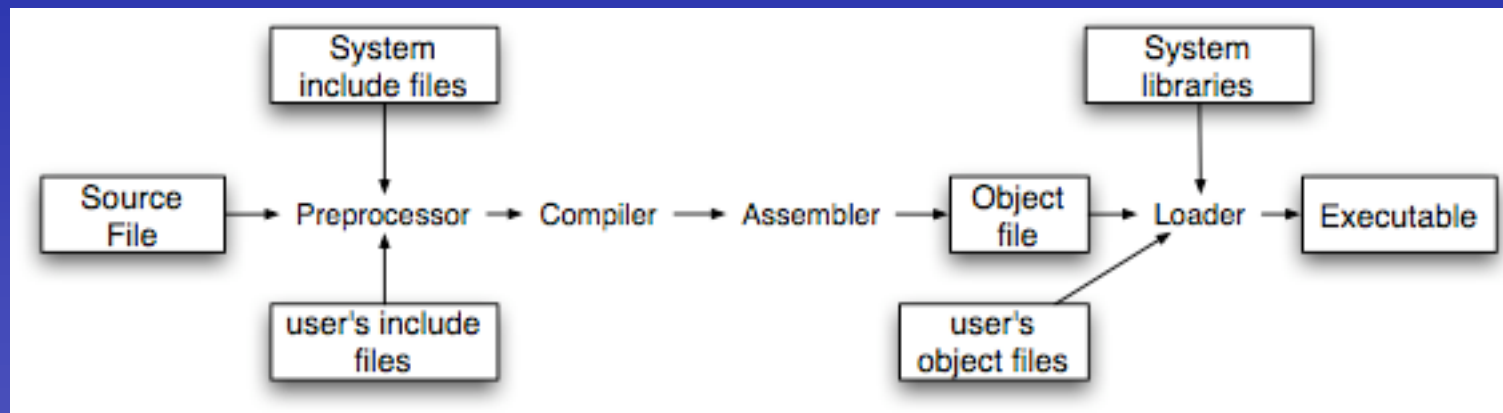 System
include files
System
libraries
Source
File
Preprocessor
Compiler
Assembler
Object
file
Loader
Executable
user's include
files
user's
object files